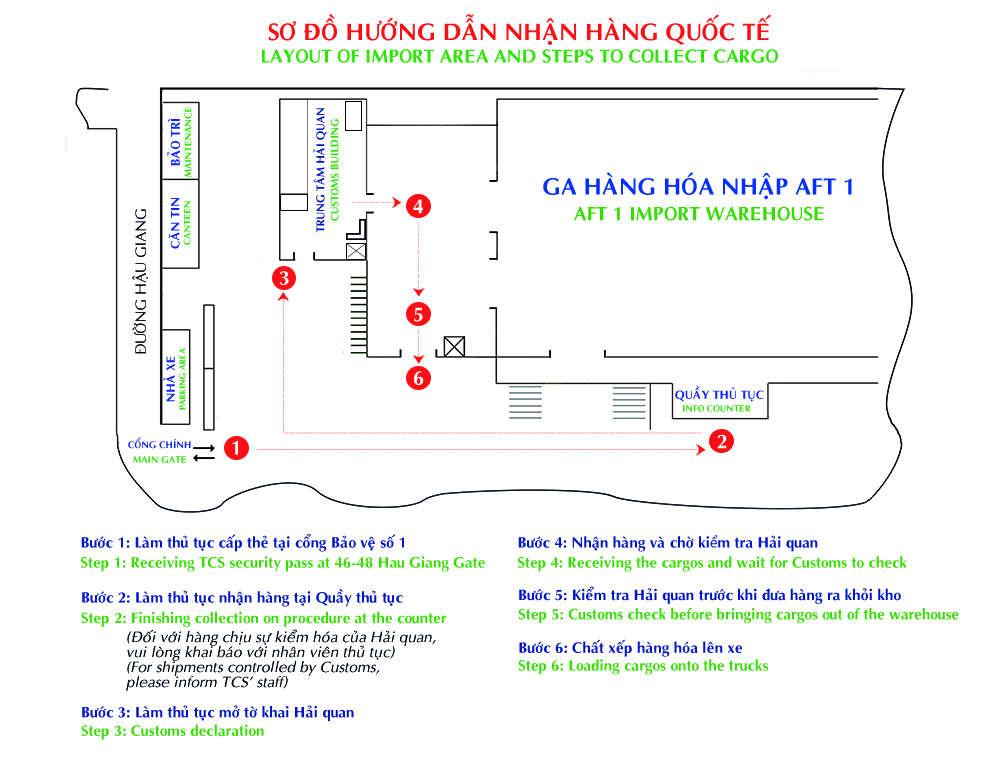 SƠ ĐỒ HƯỚNG DẪN NHẬN HÀNG QUỐC TẾ
LAYOUT OF IMPORT AREA AND STEPS TO COLLECT CARGO
BẢO TRÌ
MAINTENANCE
CĂN TIN
CANTEEN
ĐƯỜNG HẬU GIANG
NHÀ XE
PARKING AREA
TRUNG TÂM HẢI QUAN
CUSTOMS BUILDING
GA HÀNG HÓA NHẬP AFT 1
AFT 1 IMPORT WAREHOUSE
4
3
5
6
QUẦY THỦ TỤC
INFO COUNTER
CỔNG CHÍNH
MAIN GATE
1
2
Bước 1: Làm thủ tục cấp thẻ tại cổng Bảo vệ số 1
Step 1: Receiving TCS security pass at 46-48 Hau Giang Gate
Bước 2: Làm thủ tục nhận hàng tại Quầy thủ tục
Step 2: Finishing collection on procedure at the counter
(Đối với hàng chịu sự kiểm hóa của Hải quan,
vui lòng khai báo với nhân viên thủ tục)
(For shipments controlled by Customs,
please inform TCS' staff)
Bước 3: Làm thủ tục mở tờ khai Hải quan
Step 3: Customs declaration
Bước 4: Nhận hàng và chờ kiểm tra Hải quan
Step 4: Receiving the cargos and wait for Customs to check
Bước 5: Kiểm tra Hải quan trước khi đưa hàng ra khỏi kho
Step 5: Customs check before bringing cargos out of the warehouse
Bước 6: Chất xếp hàng hóa lên xe
Step 6: Loading cargos onto the trucks